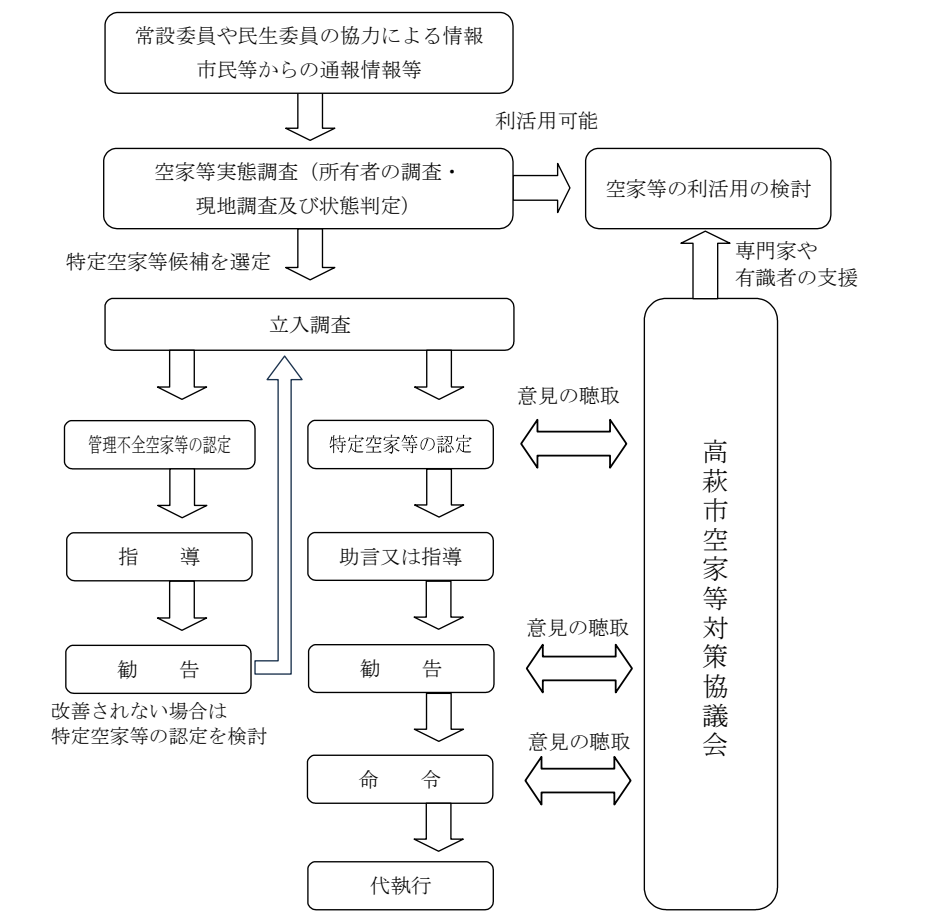 常設委員や民生委員の協力による情報
市民等からの通報情報等
利活用可能
空家等実態調査（所有者の調査・
現地調査及び状態判定）
空家等の利活用の検討
特定空家等候補を選定
専門家や
有識者の支援
立入調査
意見の聴取
管理不全空家等の認定
特定空家等の認定
指　　導
助言又は指導
意見の聴取
勧　　告
勧　　告
改善されない場合は
特定空家等の認定を検討
意見の聴取
命　　令
代執行
高萩市空家等対策協議会